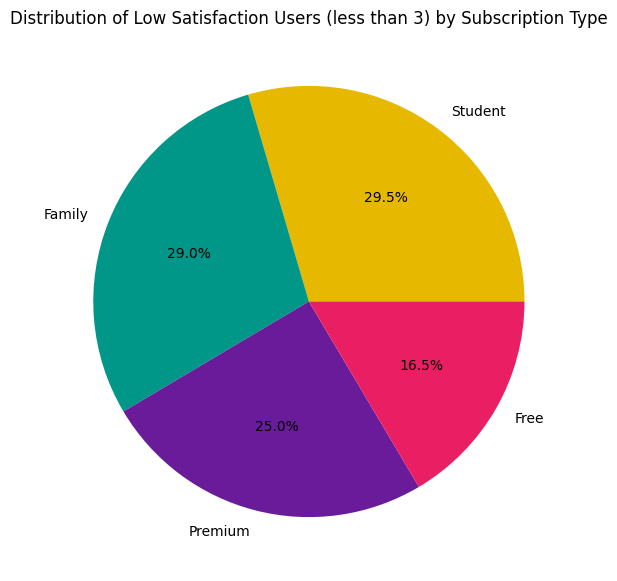 Distribution of Low Satisfaction Users (less than 3) by Subscription Type
Student
29.5%
Family
29.0%
16.5%
Free
25.0%
Premium